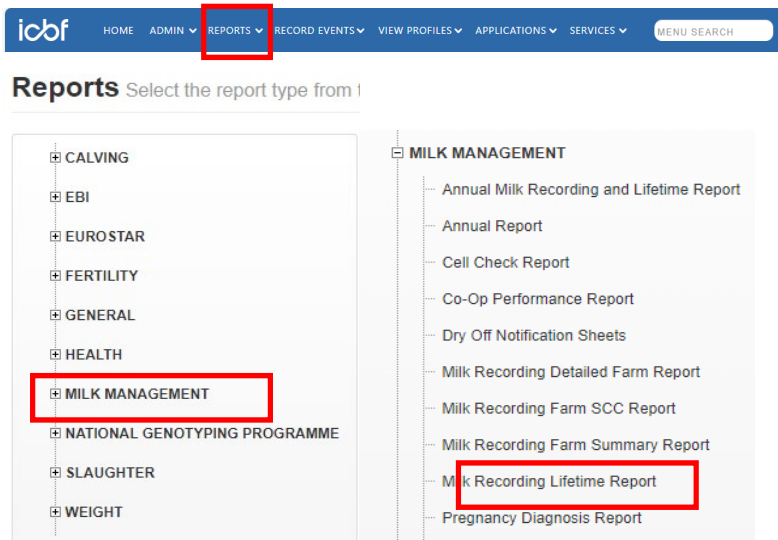 icbf HOME ADMIN REPORTS RECORD EVENTS VIEW PROFILES APPLICATIONS SERVICES MENU SEARCH
Reports Select the report type from t
CALVING
EBI
EUROSTAR
FERTILITY
GENERAL
HEALTH
MILK MANAGEMENT
NATIONAL GENOTYPING PROGRAMME
SLAUGHTER
WEIGHT
MILK MANAGEMENT
Annual Milk Recording and Lifetime Report
Annual Report
Cell Check Report
Co-Op Performance Report
Dry Off Notification Sheets
Milk Recording Detailed Farm Report
Milk Recording Farm SCC Report
Milk Recording Farm Summary Report
Milk Recording Lifetime Report
Pregnancy Diagnosis Report